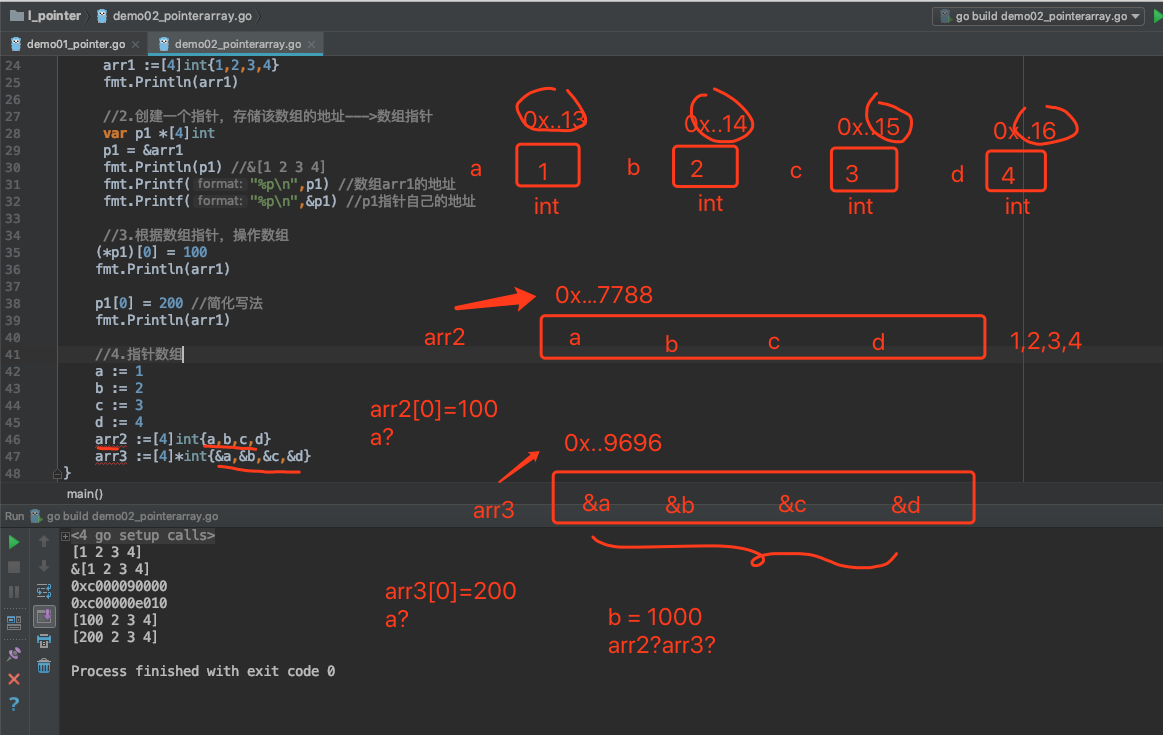 l_pointer demo02_pointerarray.go
go build demo02_pointerarray.go
demo01_pointer.go × demo02_pointerarray.go ×
24 arr1 :=[4]int{1,2,3,4}
25 fmt.Println(arr1)
26
27 //2.创建一个指针，存储该数组的地址--->数组指针
28 var p1 *[4]int
29 p1 = &arr1
30 fmt.Println(p1) //&[1 2 3 4]
31 fmt.Printf( format: "%p\n",p1) //数组arr1的地址
32 fmt.Printf( format: "%p\n",&p1) //p1指针自己的地址
33
34 //3.根据数组指针，操作数组
35 (*p1)[0] = 100
36 fmt.Println(arr1)
37
38 p1[0] = 200 //简化写法
39 fmt.Println(arr1)
40
41 //4.指针数组
42 a := 1
43 b := 2
44 c := 3
45 d := 4
46 arr2 :=[4]int{a,b,c,d}
47 arr3 :=[4]*int{&a,&b,&c,&d}
48 }
main()
0x..13 0x..14 0x..15 0x..16
a 1 b 2 c 3 d 4
int int int int
0x...7788
arr2 a b c d 1,2,3,4
arr2[0]=100
a?
0x..9696
arr3 &a &b &c &d
arr3[0]=200
a?
b = 1000
arr2?arr3?
Run go build demo02_pointerarray.go
<4 go setup calls>
[1 2 3 4]
&[1 2 3 4]
0xc000090000
0xc00000e010
[100 2 3 4]
[200 2 3 4]
Process finished with exit code 0